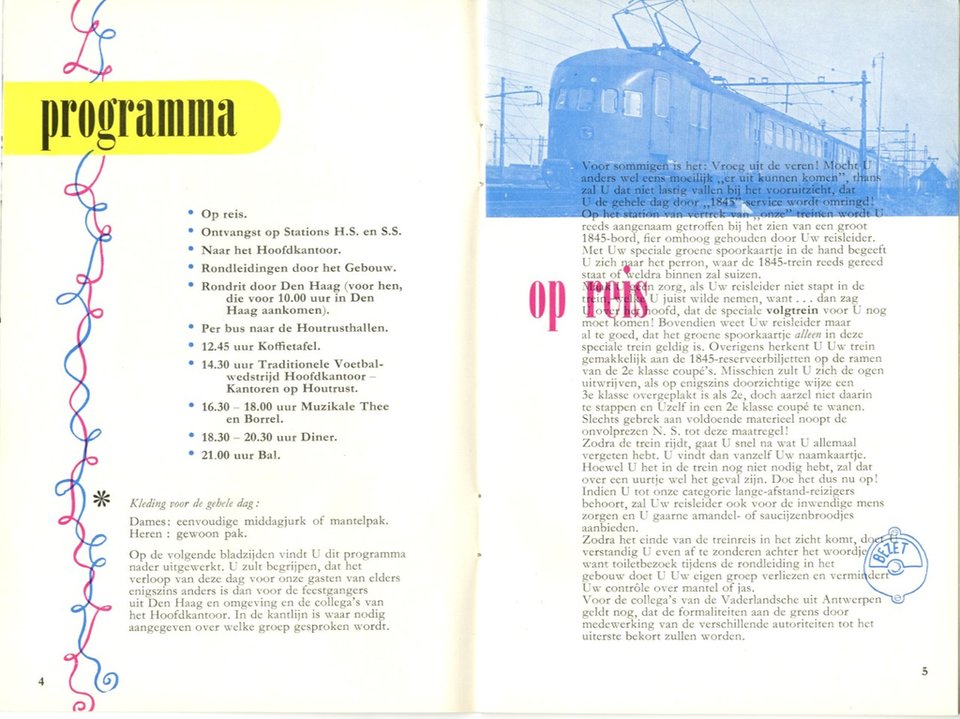 programma
• Op reis.
• Ontvangst op Stations H.S. en S.S.
• Naar het Hoofdkantoor.
• Rondleidingen door het Gebouw.
• Rondrit door Den Haag (voor hen,
die voor 10.00 uur in Den
Haag aankomen).
• Per bus naar de Houtrusthallen.
• 12.45 uur Koffietafel.
• 14.30 uur Traditionele Voetbal-
wedstrijd Hoofdkantoor –
Kantoren op Houtrust.
• 16.30 – 18.00 uur Muzikale Thee
en Borrel.
• 18.30 – 20.30 uur Diner.
• 21.00 uur Bal.
* Kleding voor de gehele dag :
Dames: eenvoudige middagjurk of mantelpak.
Heren : gewoon pak.
Op de volgende bladzijden vindt U dit programma
nader uitgewerkt. U zult begrijpen, dat het
verloop van deze dag voor onze gasten van elders
enigszins anders is dan voor de feestgangers
uit Den Haag en omgeving en de collega's van
het Hoofdkantoor. In de kantlijn is waar nodig
aangegeven over welke groep gesproken wordt.
4
op reis
Voor sommigen is het: Vroeg uit de veren! Mocht U
anders wel eens moeilijk „er uit kunnen komen”, thans
zal U dat niet lastig vallen bij het vooruitzicht, dat
U de gehele dag door „1845”-service wordt omringd!
Op het station van vertrek van „onze” treinen wordt U
reeds aangenaam getroffen bij het zien van een groot
1845-bord, fier omhoog gehouden door Uw reisleider.
Met Uw speciale groene spoorkaartje in de hand begeeft
U zich naar het perron, waar de 1845-trein reeds gereed
staat of weldra binnen zal suizen.
Maak U geen zorg, als Uw reisleider niet stapt in de
trein, welke U juist wilde nemen, want . . . dan zag
U over het hoofd, dat de speciale volgtrein voor U nog
moet komen! Bovendien weet Uw reisleider maar
al te goed, dat het groene spoorkaartje alleen in deze
speciale trein geldig is. Overigens herkent U Uw trein
gemakkelijk aan de 1845-reserveerbiljetten op de ramen
van de 2e klasse coupé's. Misschien zult U zich de ogen
uitwrijven, als op enigszins doorzichtige wijze een
3e klasse overgeplakt is als 2e, doch aarzel niet daarin
te stappen en Uzelf in een 2e klasse coupé te wanen.
Slechts gebrek aan voldoende materieel noopt de
onvolprezen N. S. tot deze maatregel!
Zodra de trein rijdt, gaat U snel na wat U allemaal
vergeten hebt. U vindt dan vanzelf Uw naamkaartje.
Hoewel U het in de trein nog niet nodig hebt, zal dat
over een uurtje wel het geval zijn. Doe het dus nu op!
Indien U tot onze categorie lange-afstand-reizigers
behoort, zal Uw reisleider ook voor de inwendige mens
zorgen en U gaarne amandel- of saucijzenbroodjes
aanbieden.
Zodra het einde van de treinreis in het zicht komt, doet U
verstandig U even af te zonderen achter het woordje
want toiletbezoek tijdens de rondleiding in het
gebouw doet U Uw eigen groep verliezen en vermindert
Uw contrôle over mantel of jas.
Voor de collega's van de Vaderlandsche uit Antwerpen
geldt nog, dat de formaliteiten aan de grens door
medewerking van de verschillende autoriteiten tot het
uiterste bekort zullen worden.
BEZET
5